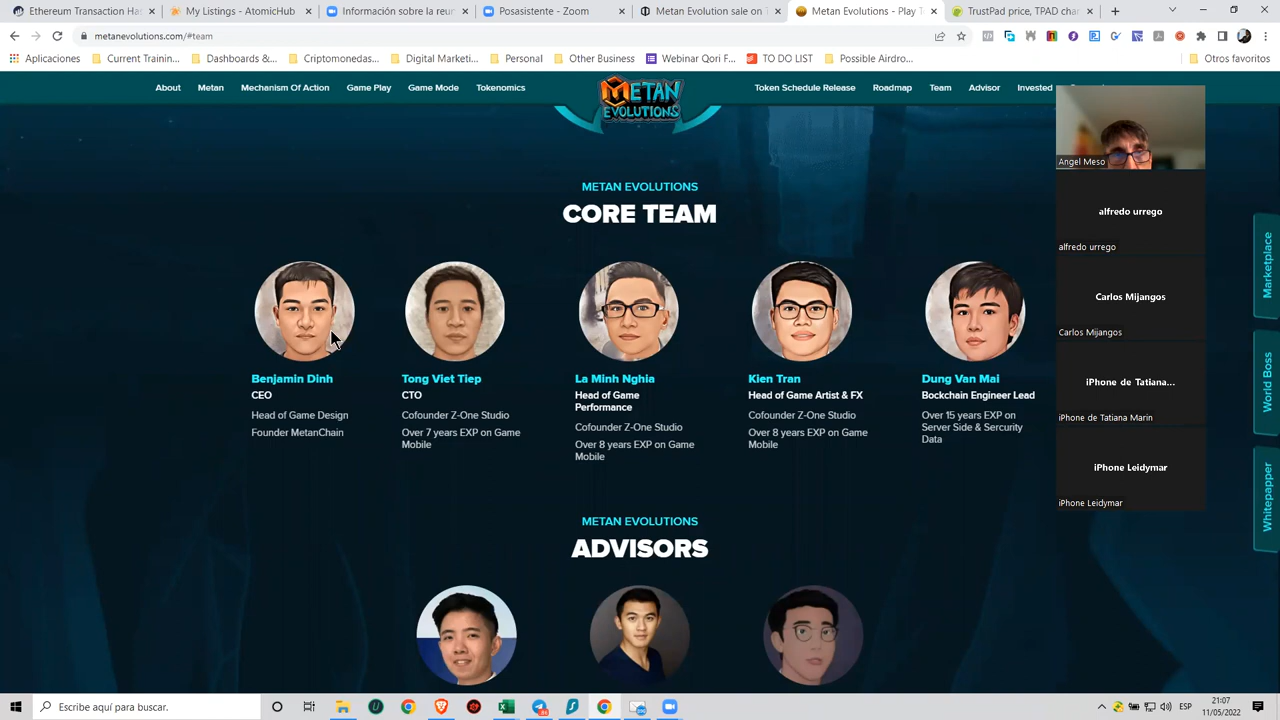 Ethereum Transaction Has
My Listings - AtomicHub
Información sobre la reun
Posasistente - Zoom
Metan Evolution sale on T
Metan Evolutions - Play T
TrustPad price, TPAD cha
metanevolutions.com/#team
Aplicaciones
Current Trainin...
Dashboards &...
Criptomonedas...
Digital Marketi...
Personal
Other Business
Webinar Qori F...
TO DO LIST
Possible Airdro...
Otros favoritos
About
Metan
Mechanism Of Action
Game Play
Game Mode
Tokenomics
METAN
EVOLUTIONS
Token Schedule Release
Roadmap
Team
Advisor
Invested
METAN EVOLUTIONS
CORE TEAM
Benjamin Dinh
CEO
Head of Game Design
Founder MetanChain
Tong Viet Tiep
CTO
Cofounder Z-One Studio
Over 7 years EXP on Game
Mobile
La Minh Nghia
Head of Game
Performance
Cofounder Z-One Studio
Over 8 years EXP on Game
Mobile
Kien Tran
Head of Game Artist & FX
Cofounder Z-One Studio
Over 8 years EXP on Game
Mobile
Dung Van Mai
Bockchain Engineer Lead
Over 15 years EXP on
Server Side & Sercurity
Data
METAN EVOLUTIONS
ADVISORS
Angel Meso
alfredo urrego
alfredo urrego
Carlos Mijangos
Carlos Mijangos
iPhone de Tatiana...
iPhone de Tatiana Marin
iPhone Leidymar
iPhone Leidymar
Marketplace
World Boss
Whitepapper
Escribe aquí para buscar.
ESP
21:07
11/05/2022